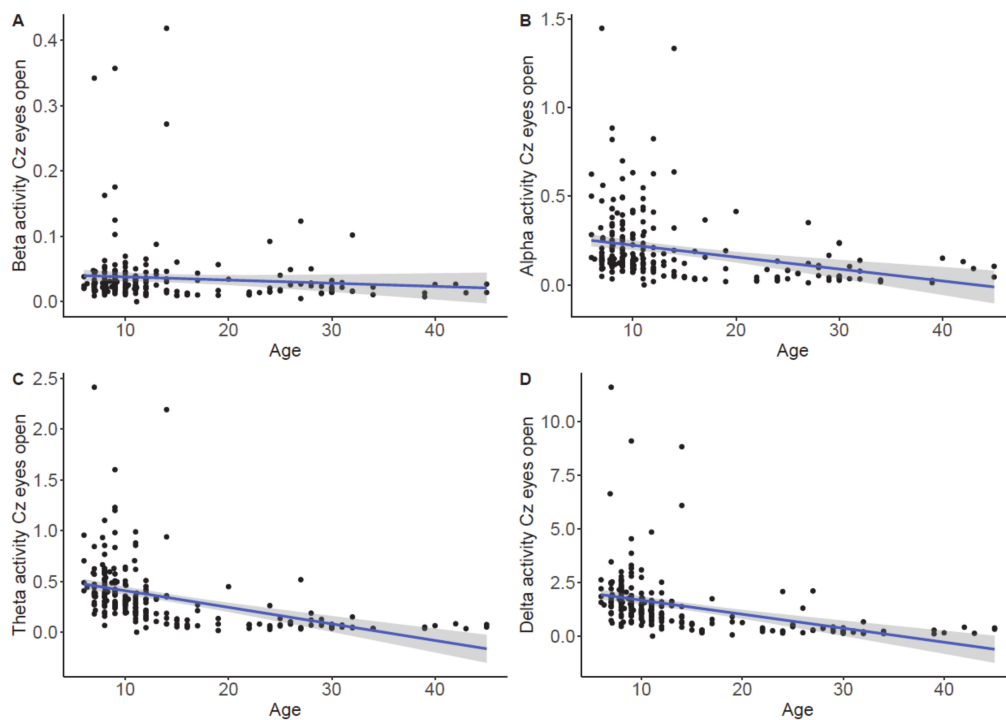 A
Beta activity Cz eyes open
0.4
0.3
0.2
0.1
0.0
10 20 30 40
Age
B
Alpha activity Cz eyes open
1.5
1.0
0.5
0.0
10 20 30 40
Age
C
Theta activity Cz eyes open
2.5
2.0
1.5
1.0
0.5
0.0
10 20 30 40
Age
D
Delta activity Cz eyes open
10.0
7.5
5.0
2.5
0.0
10 20 30 40
Age